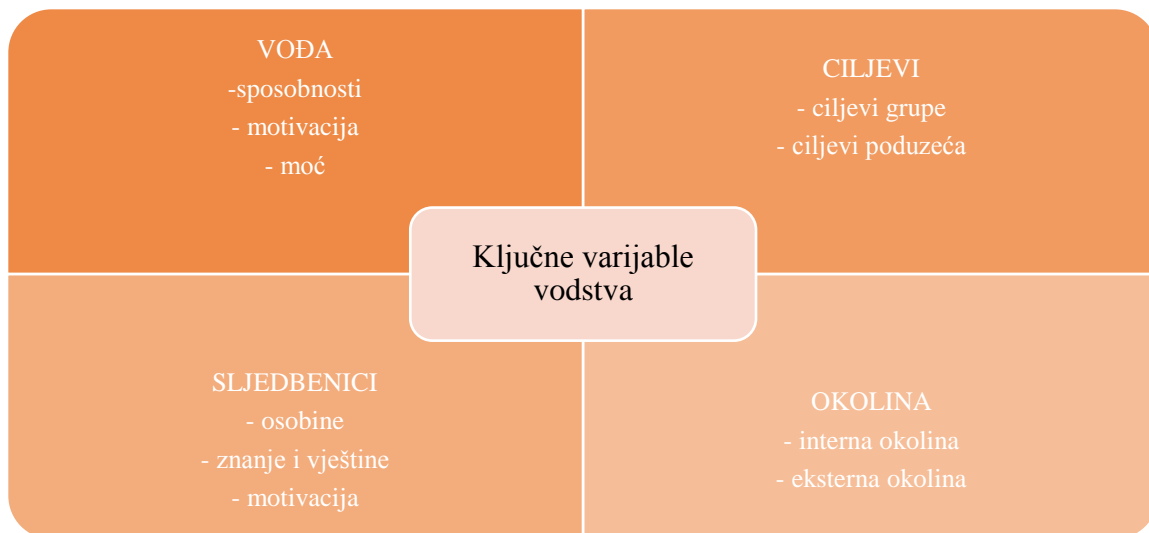 VOĐA
-sposobnosti
- motivacija
- moć
CILJEVI
- ciljevi grupe
- ciljevi poduzeća
Ključne varijable
vodstva
SLJEDBENICI
- osobine
- znanje i vještine
- motivacija
OKOLINA
- interna okolina
- eksterna okolina